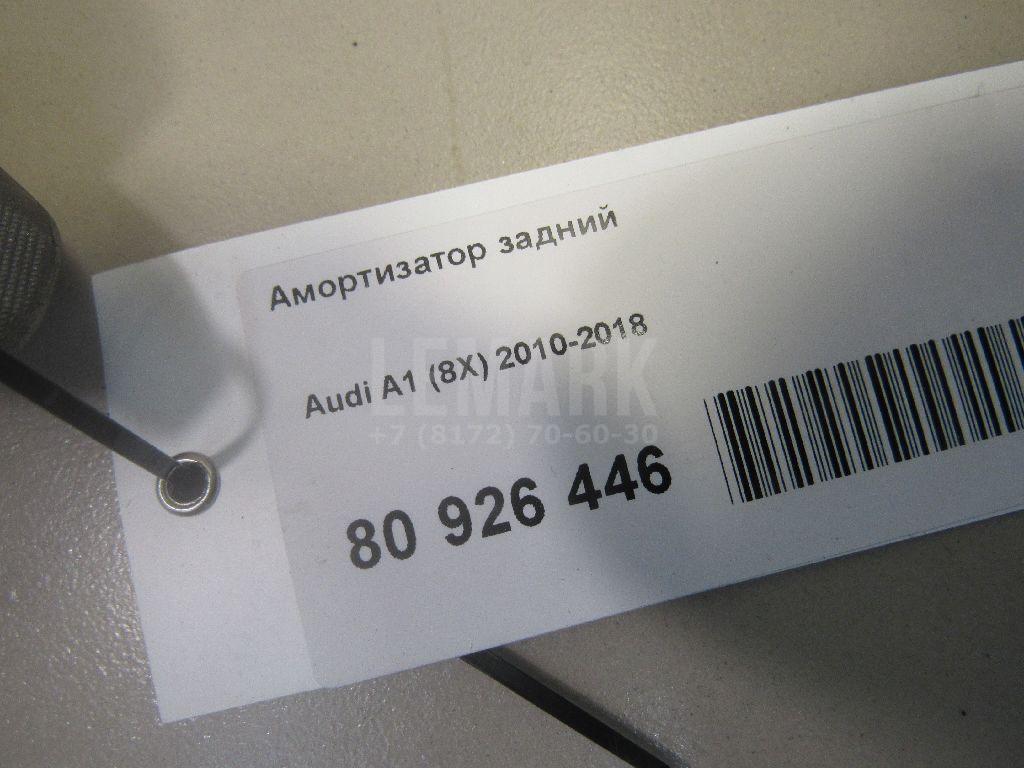 Амортизатор задний
Audi A1 (8X) 2010-2018
LEMARK
+7 (8172) 70-60-30
80 926 446